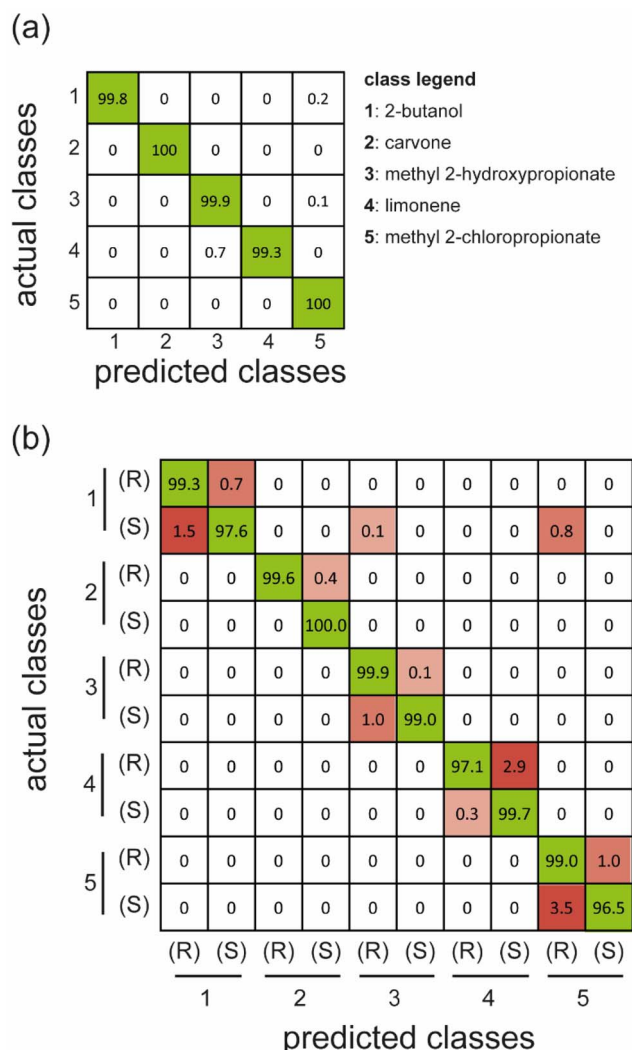 (a)
actual classes
1 99.8 0 0 0 0.2
2 0 100 0 0 0
3 0 0 99.9 0 0.1
4 0 0 0.7 99.3 0
5 0 0 0 0 100
1 2 3 4 5
predicted classes
class legend
1: 2-butanol
2: carvone
3: methyl 2-hydroxypropionate
4: limonene
5: methyl 2-chloropropionate
(b)
actual classes
1
(R) 99.3 0.7 0 0 0 0 0 0 0 0
(S) 1.5 97.6 0 0 0.1 0 0 0 0.8 0
2
(R) 0 0 99.6 0.4 0 0 0 0 0 0
(S) 0 0 0 100.0 0 0 0 0 0 0
3
(R) 0 0 0 0 99.9 0.1 0 0 0 0
(S) 0 0 0 0 1.0 99.0 0 0 0 0
4
(R) 0 0 0 0 0 0 97.1 2.9 0 0
(S) 0 0 0 0 0 0 0.3 99.7 0 0
5
(R) 0 0 0 0 0 0 0 0 99.0 1.0
(S) 0 0 0 0 0 0 0 0 3.5 96.5
(R) (S) (R) (S) (R) (S) (R) (S) (R) (S)
1 2 3 4 5
predicted classes